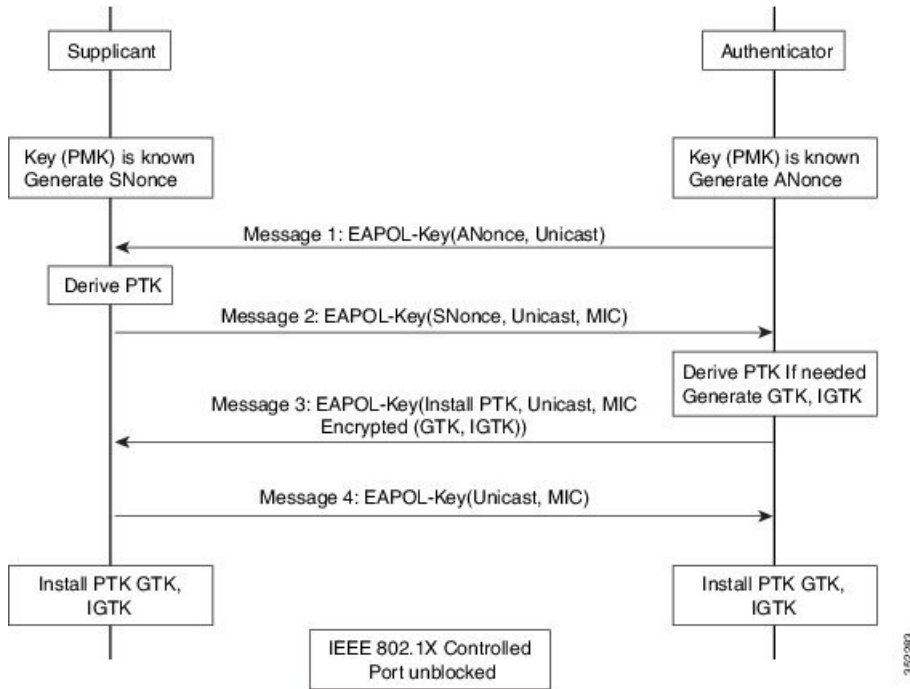 Supplicant
Authenticator
Key (PMK) is known
Generate SNonce
Key (PMK) is known
Generate ANonce
Message 1: EAPOL-Key(ANonce, Unicast)
Derive PTK
Message 2: EAPOL-Key(SNonce, Unicast, MIC)
Derive PTK If needed
Generate GTK, IGTK
Message 3: EAPOL-Key(Install PTK, Unicast, MIC
Encrypted (GTK, IGTK))
Message 4: EAPOL-Key(Unicast, MIC)
Install PTK GTK,
IGTK
Install PTK GTK,
IGTK
IEEE 802.1X Controlled
Port unblocked